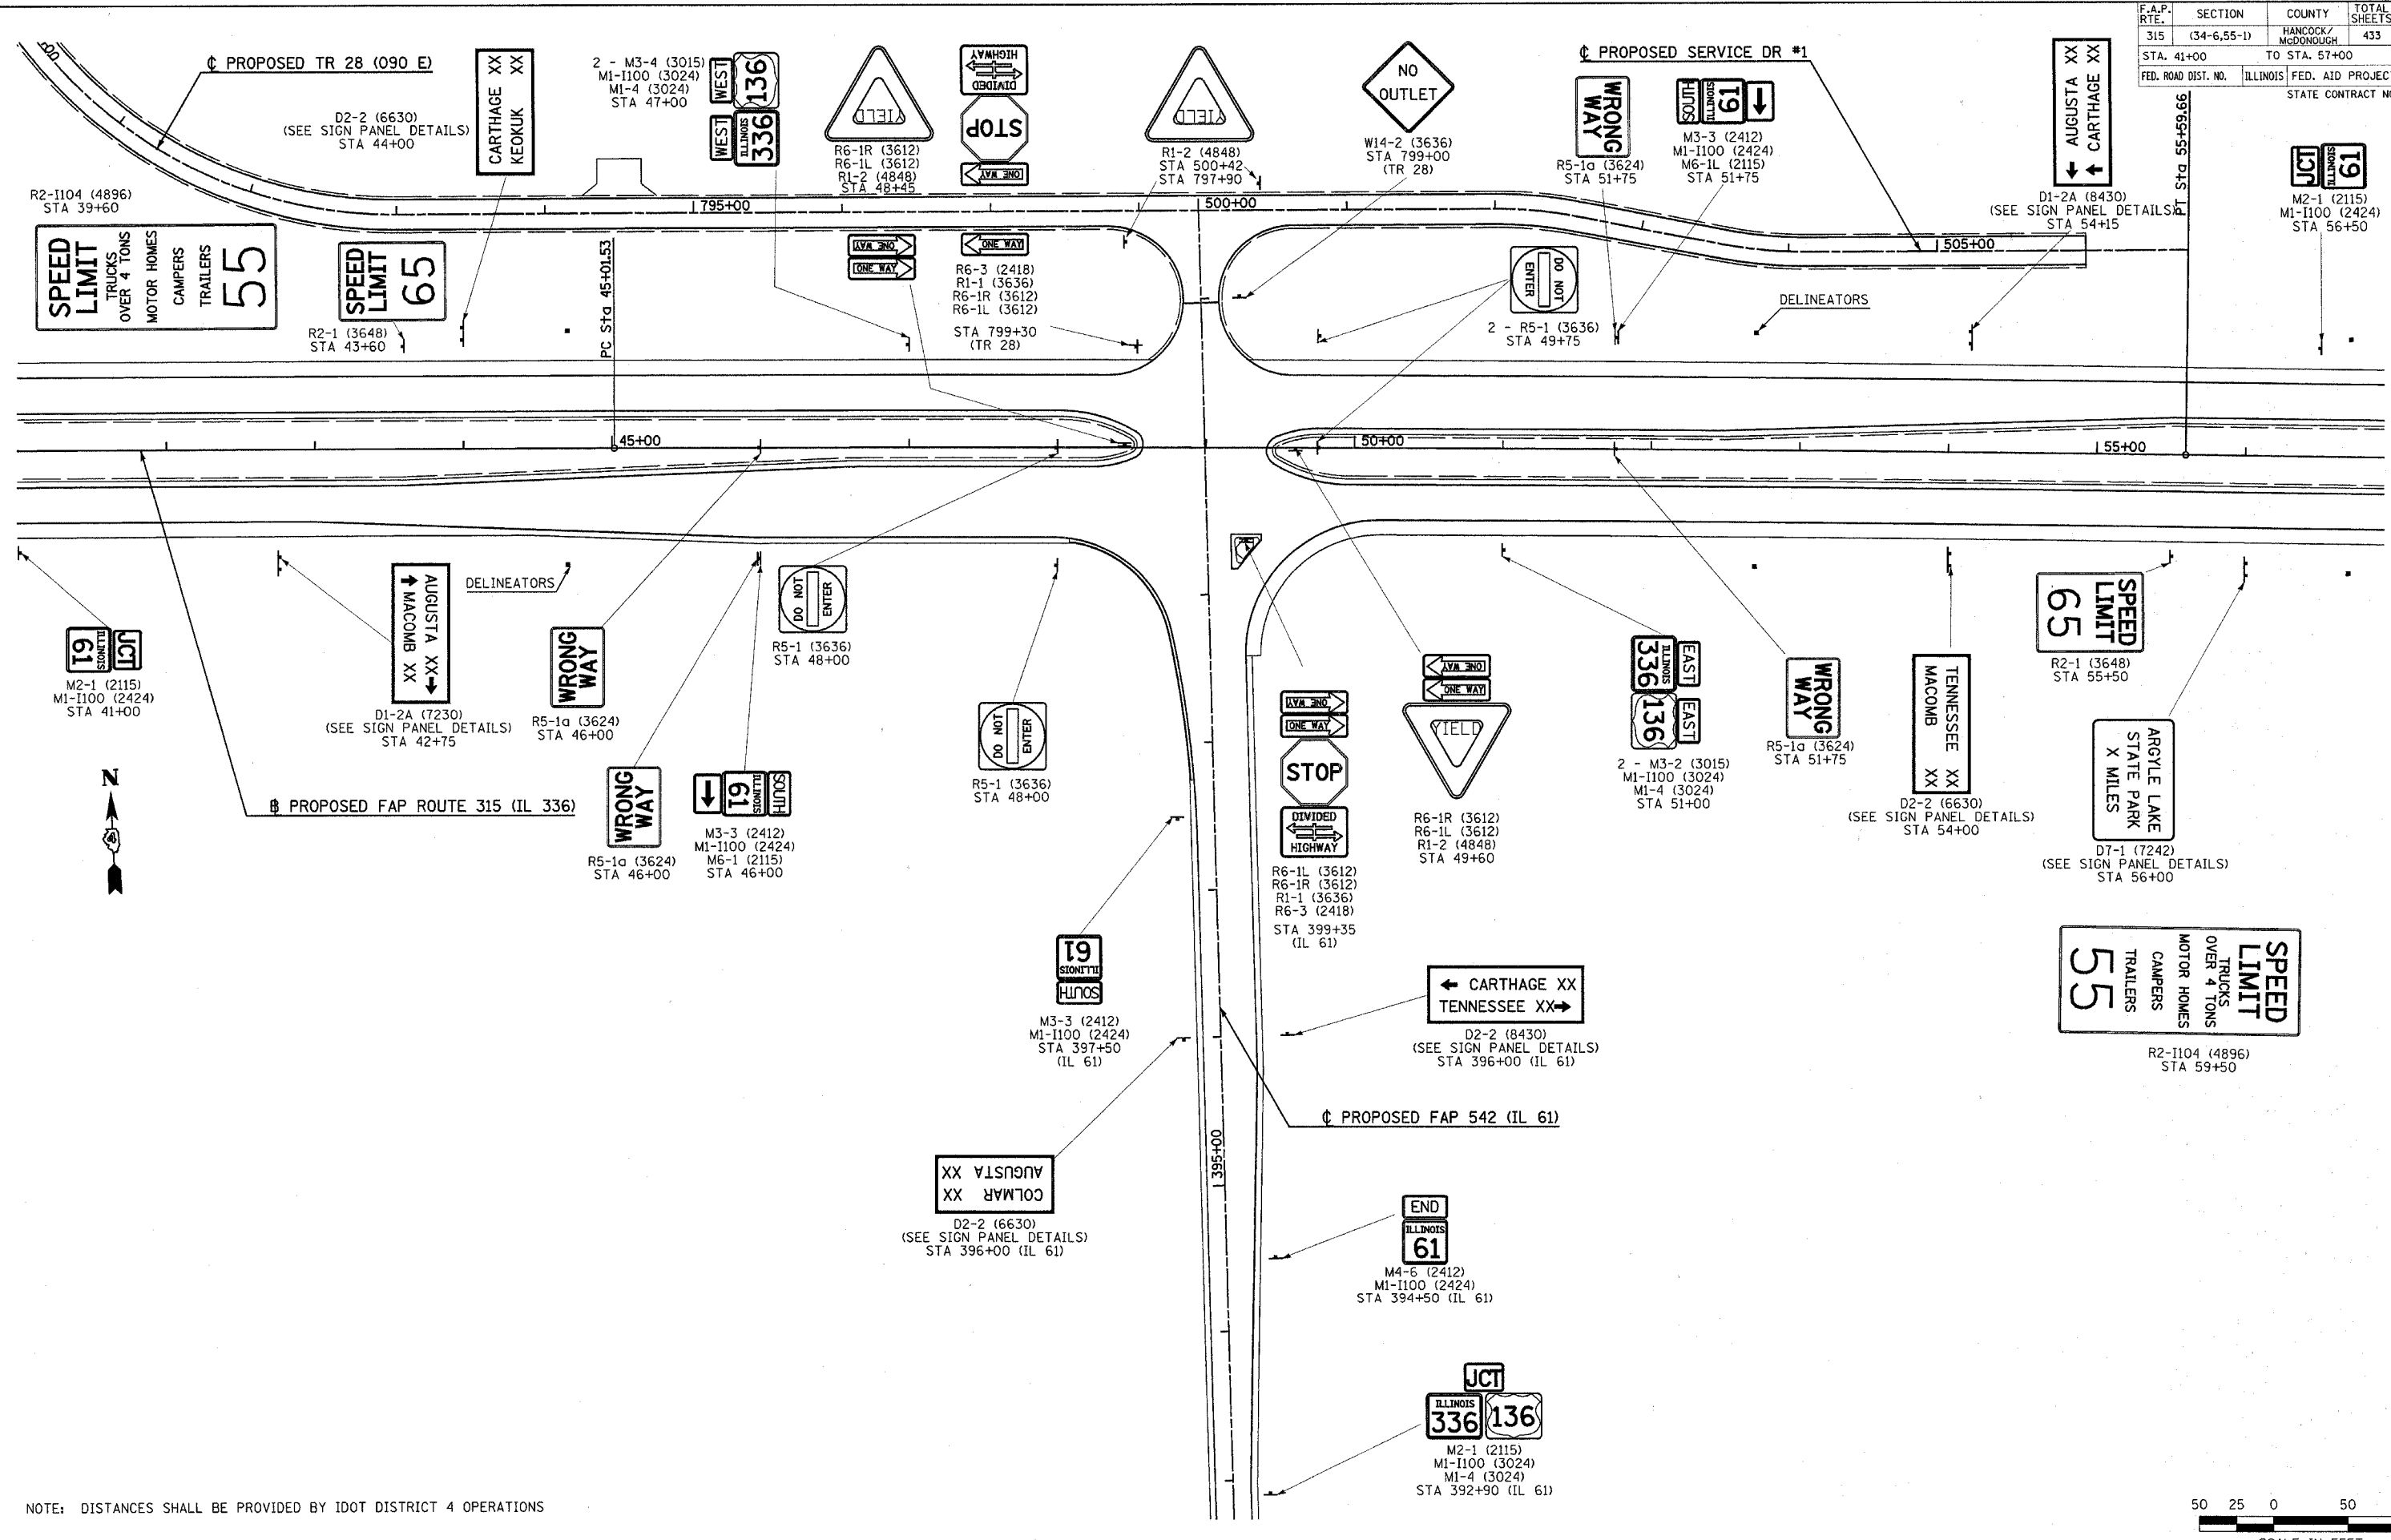 F.A.P. RTE. SECTION COUNTY TOTAL SHEETS
315 (34-6,55-1) HANCOCK/ McDONOUGH 433
STA. 41+00 TO STA. 57+00
FED. ROAD DIST. NO. ILLINOIS FED. AID PROJEC
STATE CONTRACT N
℄ PROPOSED TR 28 (090 E)
D2-2 (6630)
(SEE SIGN PANEL DETAILS)
STA 44+00
CARTHAGE XX
KEOKUK XX
2 - M3-4 (3015)
M1-I100 (3024)
M1-4 (3024)
STA 47+00
WEST
136
WEST
ILLINOIS
336
YIELD
R6-1R (3612)
R6-1L (3612)
R1-2 (4848)
STA 48+45
DIVIDED
HIGHWAY
STOP
ONE WAY
YIELD
R1-2 (4848)
STA 500+42
STA 797+90
NO
OUTLET
W14-2 (3636)
STA 799+00
(TR 28)
℄ PROPOSED SERVICE DR #1
WRONG
WAY
R5-1a (3624)
STA 51+75
SOUTH
ILLINOIS
61
M3-3 (2412)
M1-I100 (2424)
M6-1L (2115)
STA 51+75
AUGUSTA XX
CARTHAGE XX
D1-2A (8430)
(SEE SIGN PANEL DETAILS)
STA 54+15
PT Sta 55+59.66
JCT
ILLINOIS
61
M2-1 (2115)
M1-I100 (2424)
STA 56+50
R2-I104 (4896)
STA 39+60
SPEED
LIMIT
TRUCKS
OVER 4 TONS
MOTOR HOMES
CAMPERS
TRAILERS
55
SPEED
LIMIT
65
R2-1 (3648)
STA 43+60
PC Sta 45+01.53
795+00
500+00
505+00
ONE WAY
ONE WAY
ONE WAY
R6-3 (2418)
R1-1 (3636)
R6-1R (3612)
R6-1L (3612)
STA 799+30
(TR 28)
DO NOT
ENTER
2 - R5-1 (3636)
STA 49+75
DELINEATORS
45+00
50+00
55+00
JCT
ILLINOIS
61
M2-1 (2115)
M1-I100 (2424)
STA 41+00
AUGUSTA XX
MACOMB XX
D1-2A (7230)
(SEE SIGN PANEL DETAILS)
STA 42+75
DELINEATORS
WRONG
WAY
R5-1a (3624)
STA 46+00
DO NOT
ENTER
R5-1 (3636)
STA 48+00
WRONG
WAY
R5-1a (3624)
STA 46+00
SOUTH
ILLINOIS
61
M3-3 (2412)
M1-I100 (2424)
M6-1 (2115)
STA 46+00
DO NOT
ENTER
R5-1 (3636)
STA 48+00
N
4
PROPOSED FAP ROUTE 315 (IL 336)
ONE WAY
ONE WAY
STOP
DIVIDED
HIGHWAY
R6-1L (3612)
R6-1R (3612)
R1-1 (3636)
R6-3 (2418)
STA 399+35
(IL 61)
ONE WAY
ONE WAY
YIELD
R6-1R (3612)
R6-1L (3612)
R1-2 (4848)
STA 49+60
EAST
ILLINOIS
336
EAST
136
2 - M3-2 (3015)
M1-I100 (3024)
M1-4 (3024)
STA 51+00
WRONG
WAY
R5-1a (3624)
STA 51+75
TENNESSEE XX
MACOMB XX
D2-2 (6630)
(SEE SIGN PANEL DETAILS)
STA 54+00
SPEED
LIMIT
65
R2-1 (3648)
STA 55+50
ARGYLE LAKE
STATE PARK
X MILES
D7-1 (7242)
(SEE SIGN PANEL DETAILS)
STA 56+00
SPEED
LIMIT
TRUCKS
OVER 4 TONS
MOTOR HOMES
CAMPERS
TRAILERS
55
R2-I104 (4896)
STA 59+50
SOUTH
ILLINOIS
61
M3-3 (2412)
M1-I100 (2424)
STA 397+50
(IL 61)
← CARTHAGE XX
TENNESSEE XX→
D2-2 (8430)
(SEE SIGN PANEL DETAILS)
STA 396+00 (IL 61)
℄ PROPOSED FAP 542 (IL 61)
395+00
COLMAR XX
AUGUSTA XX
D2-2 (6630)
(SEE SIGN PANEL DETAILS)
STA 396+00 (IL 61)
END
ILLINOIS
61
M4-6 (2412)
M1-I100 (2424)
STA 394+50 (IL 61)
JCT
ILLINOIS
336
136
M2-1 (2115)
M1-I100 (3024)
M1-4 (3024)
STA 392+90 (IL 61)
NOTE: DISTANCES SHALL BE PROVIDED BY IDOT DISTRICT 4 OPERATIONS
50 25 0 50